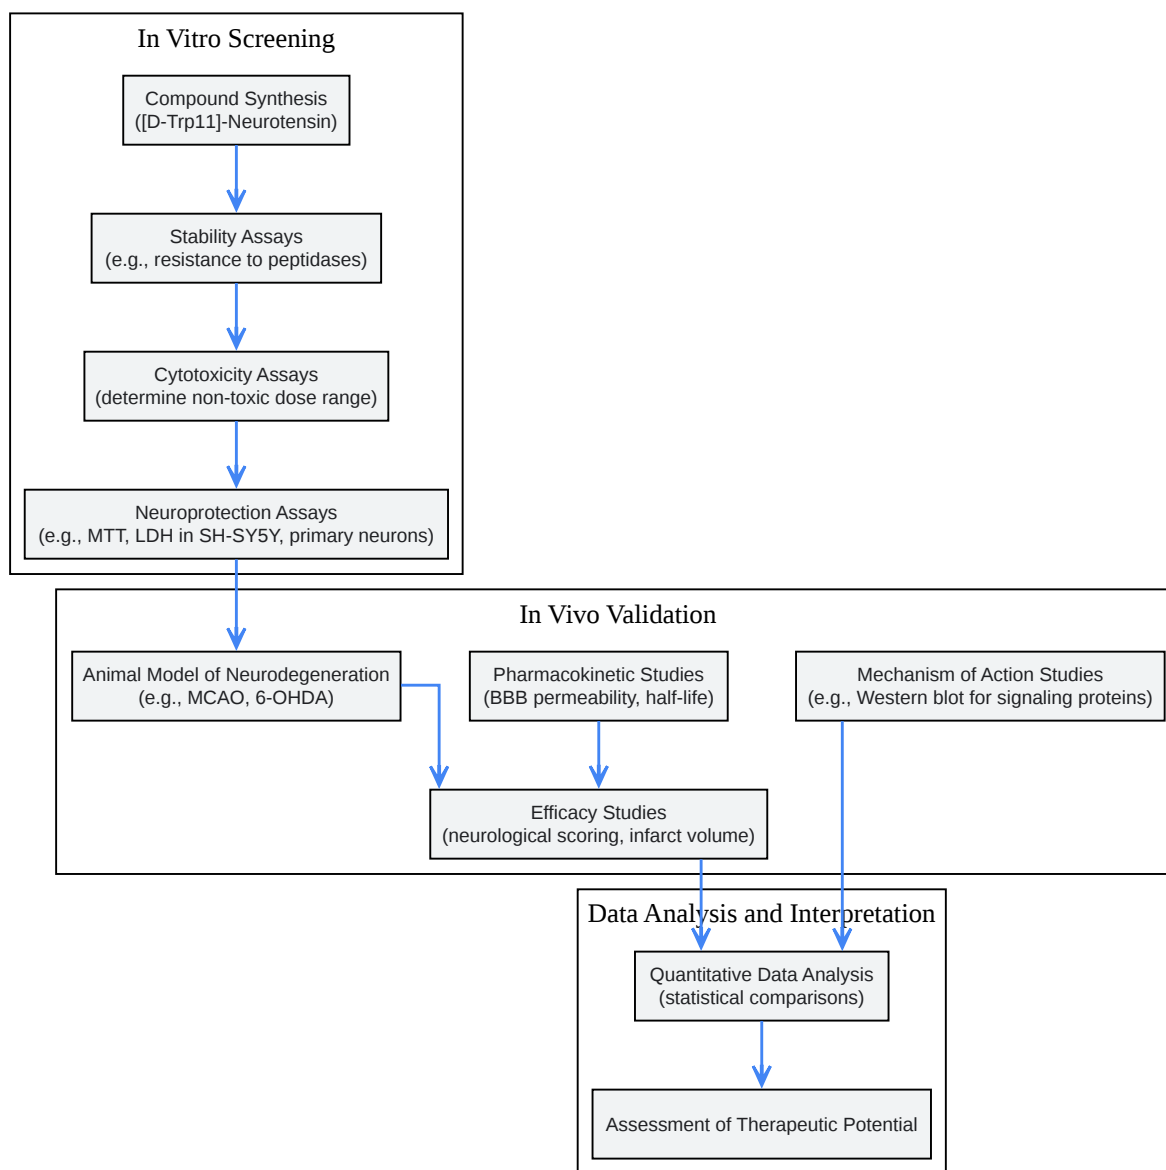 In Vitro Screening
Compound Synthesis
([D-Trp11]-Neurotensin)
Stability Assays
(e.g., resistance to peptidases)
Cytotoxicity Assays
(determine non-toxic dose range)
Neuroprotection Assays
(e.g., MTT, LDH in SH-SY5Y, primary neurons)
In Vivo Validation
Animal Model of Neurodegeneration
(e.g., MCAO, 6-OHDA)
Pharmacokinetic Studies
(BBB permeability, half-life)
Mechanism of Action Studies
(e.g., Western blot for signaling proteins)
Efficacy Studies
(neurological scoring, infarct volume)
Data Analysis and Interpretation
Quantitative Data Analysis
(statistical comparisons)
Assessment of Therapeutic Potential